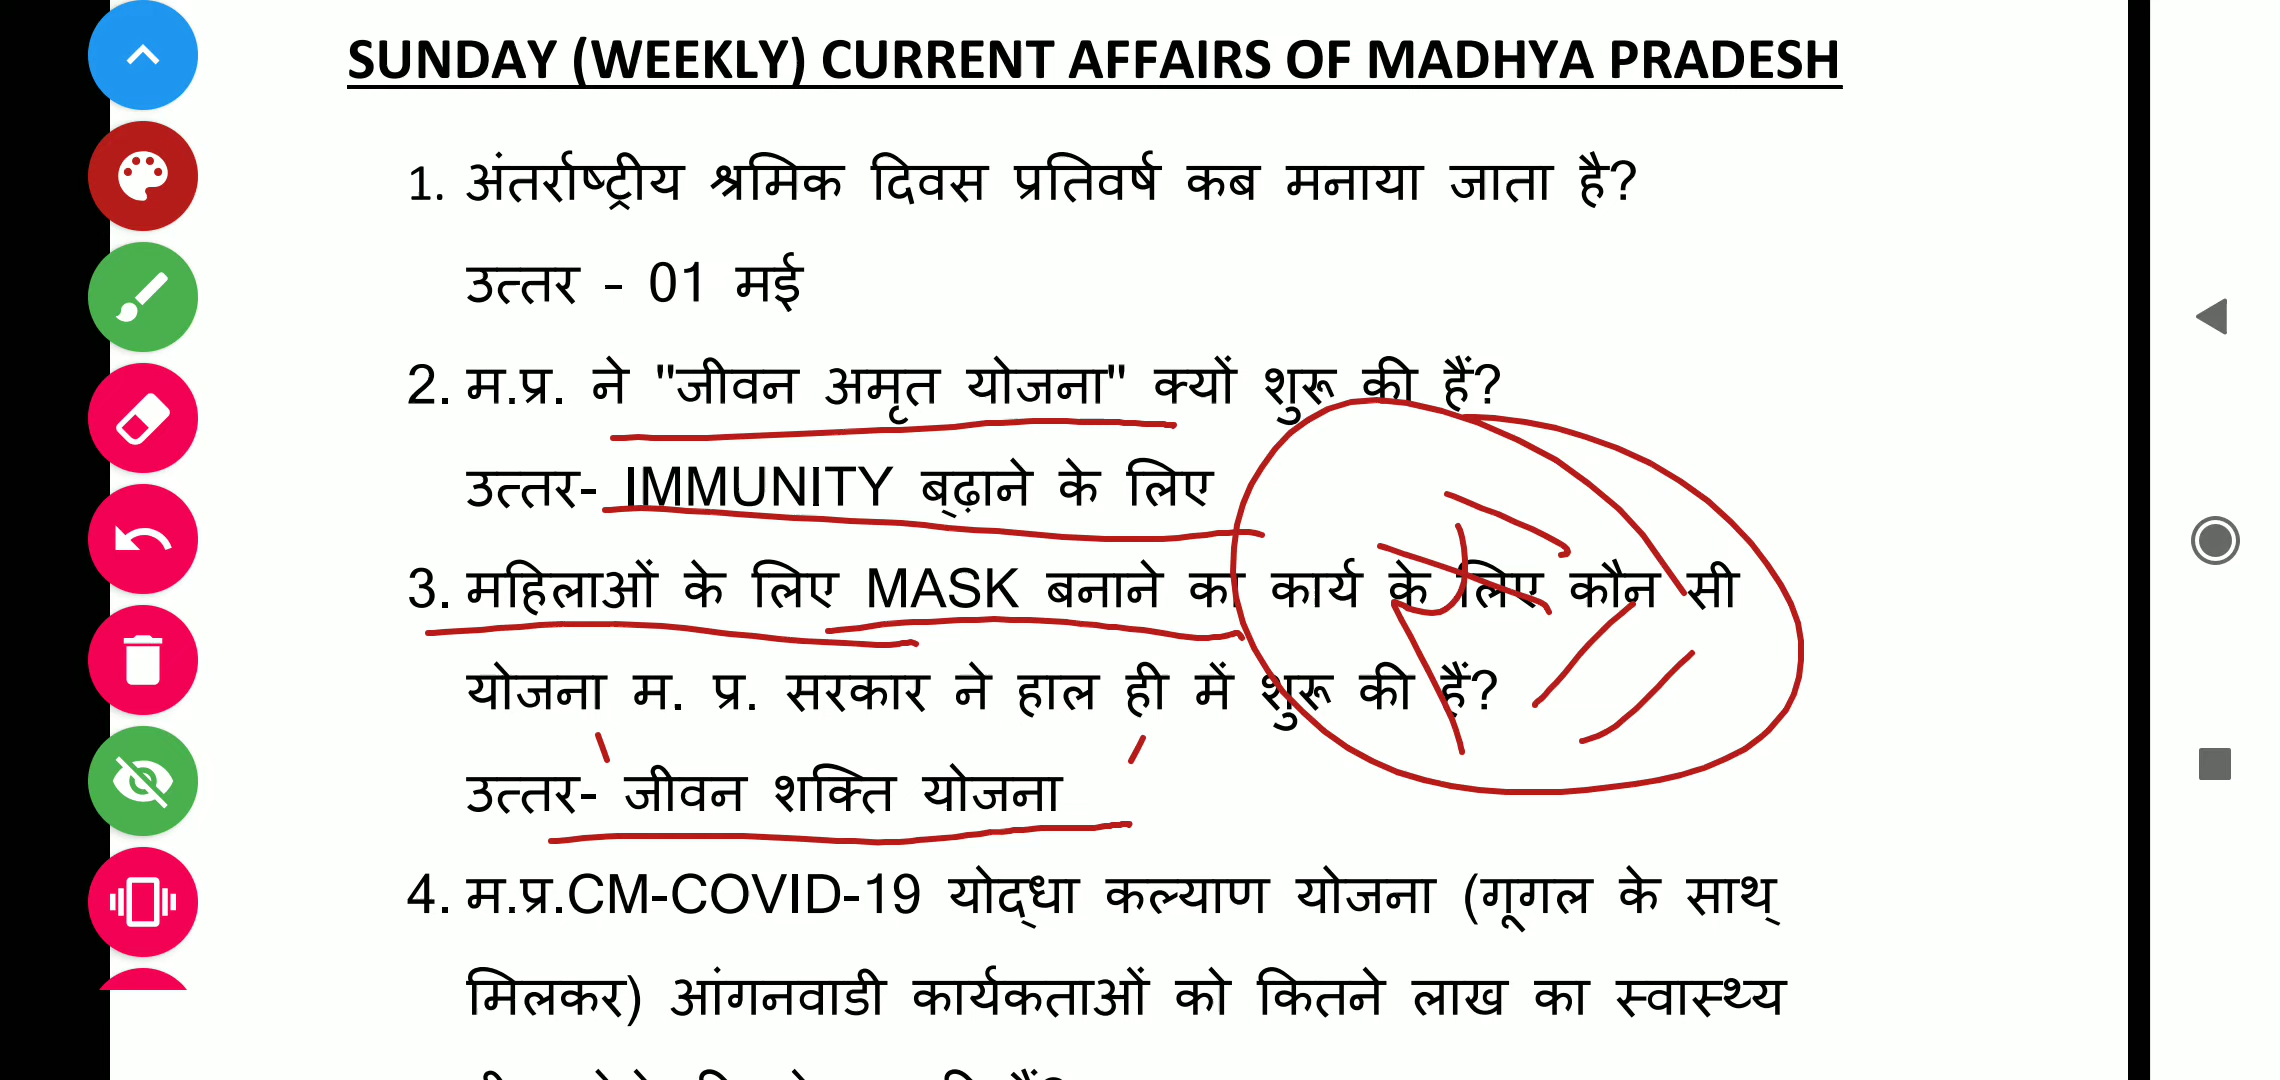 SUNDAY (WEEKLY) CURRENT AFFAIRS OF MADHYA PRADESH
1. अंतर्राष्ट्रीय श्रमिक दिवस प्रतिवर्ष कब मनाया जाता है?
उत्तर - 01 मई
2. म.प्र. ने "जीवन अमृत योजना" क्यों शुरू की हैं?
उत्तर- IMMUNITY ब्ढ़ाने के लिए
3. महिलाओं के लिए MASK बनाने का कार्य के लिए कौन सी
योजना म. प्र. सरकार ने हाल ही में शुरू की हैं?
उत्तर- जीवन शक्ति योजना
4. म.प्र.CM-COVID-19 योद्धा कल्याण योजना (गूगल के साथ्
मिलकर) आंगनवाडी कार्यकताओं को कितने लाख का स्वास्थ्य